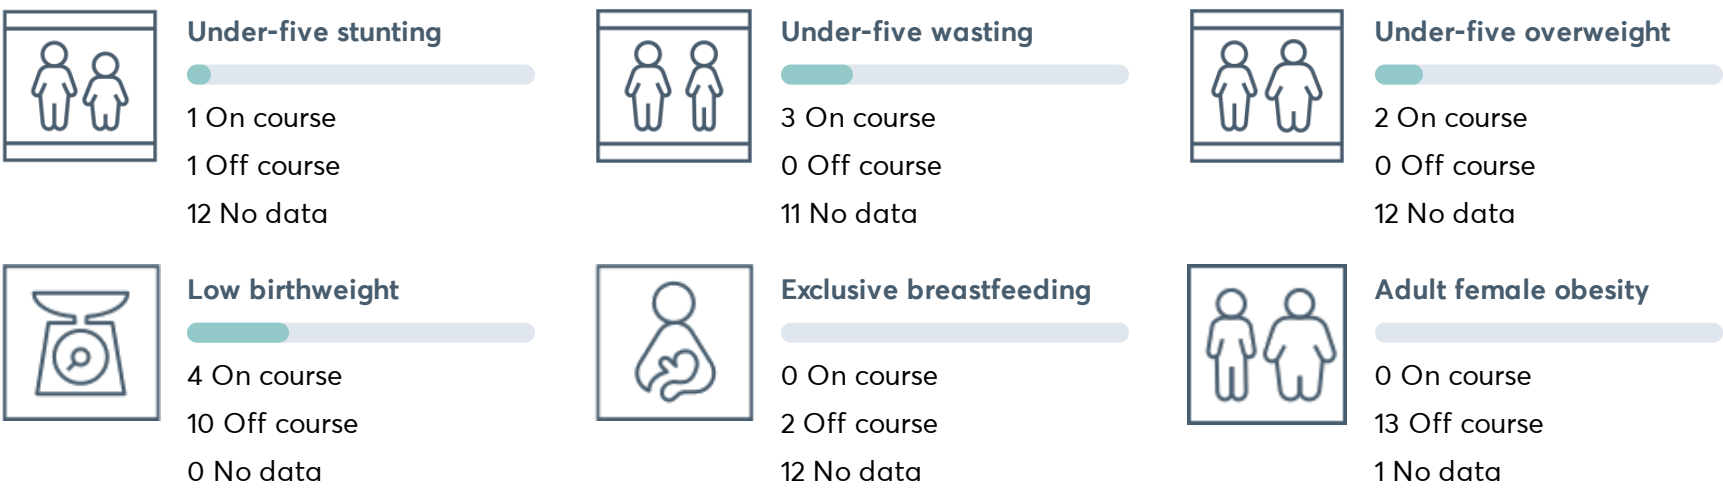 Under-five stunting
1 On course
1 Off course
12 No data
Under-five wasting
3 On course
0 Off course
11 No data
Under-five overweight
2 On course
0 Off course
12 No data
Low birthweight
4 On course
10 Off course
0 No data
Exclusive breastfeeding
0 On course
2 Off course
12 No data
Adult female obesity
0 On course
13 Off course
1 No data